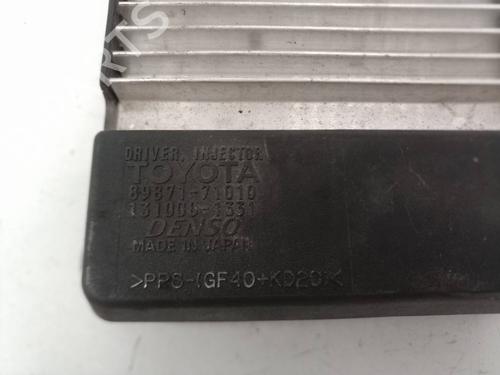 DRIVER, INJECTOR
TOYOTA
89871-71010
131000-1331
DENSO
MADE IN JAPAN
>PPS-(GF40+KD20)<